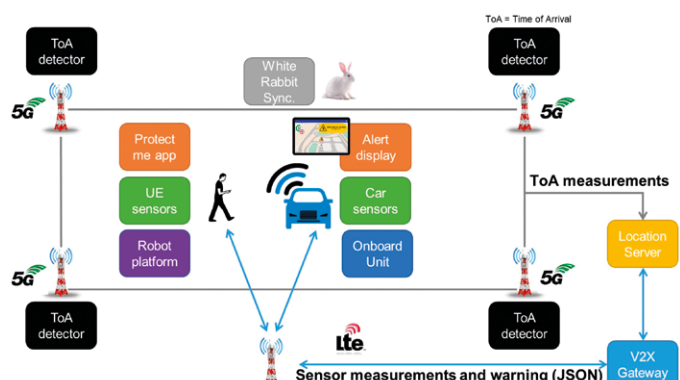 ToA = Time of Arrival
ToA
detector
ToA
detector
White
Rabbit
Sync.
5G
5G
Protect
me app
Alert
display
ToA measurements
UE
sensors
Car
sensors
Location
Server
Robot
platform
Onboard
Unit
5G
5G
ToA
detector
ToA
detector
Lte
V2X
Gateway
Sensor measurements and warning (JSON)